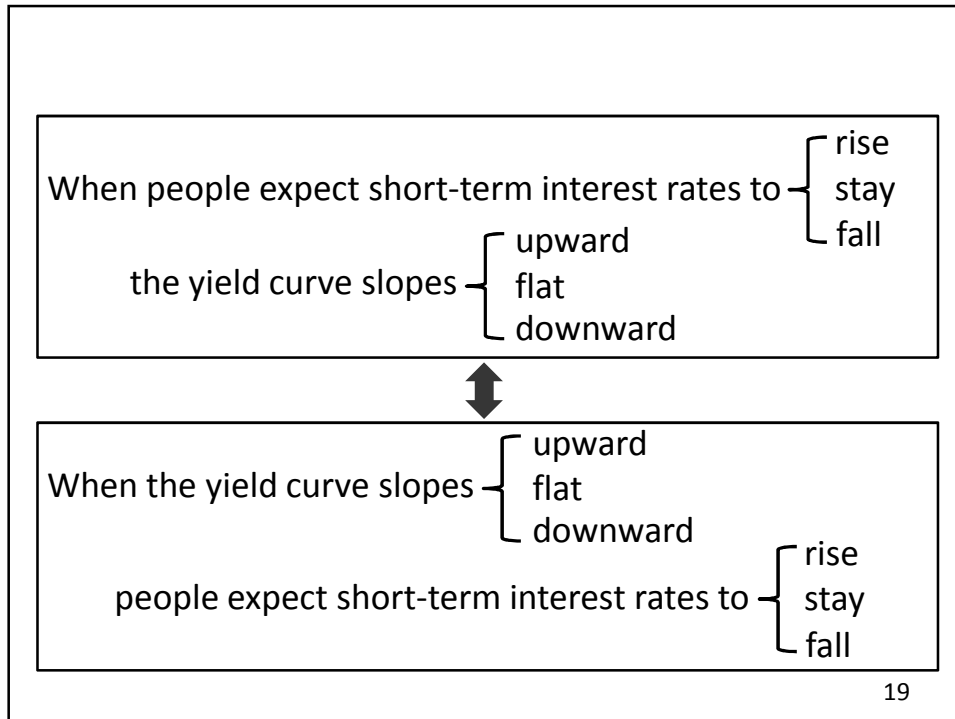 When people expect short-term interest rates to
rise
stay
fall
the yield curve slopes
upward
flat
downward
When the yield curve slopes
upward
flat
downward
people expect short-term interest rates to
rise
stay
fall
19